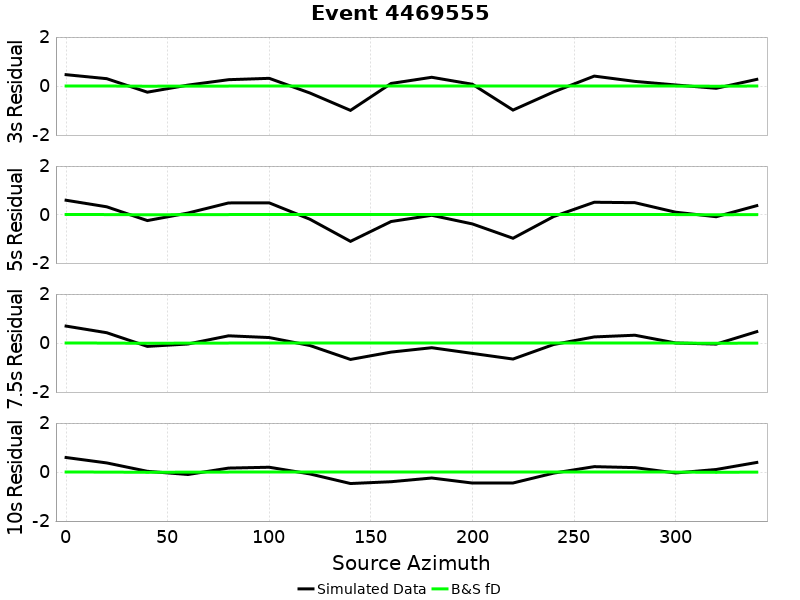 Event 4469555
3s Residual
2
0
-2
5s Residual
2
0
-2
7.5s Residual
2
0
-2
10s Residual
2
0
-2
0 50 100 150 200 250 300
Source Azimuth
Simulated Data B&S fD